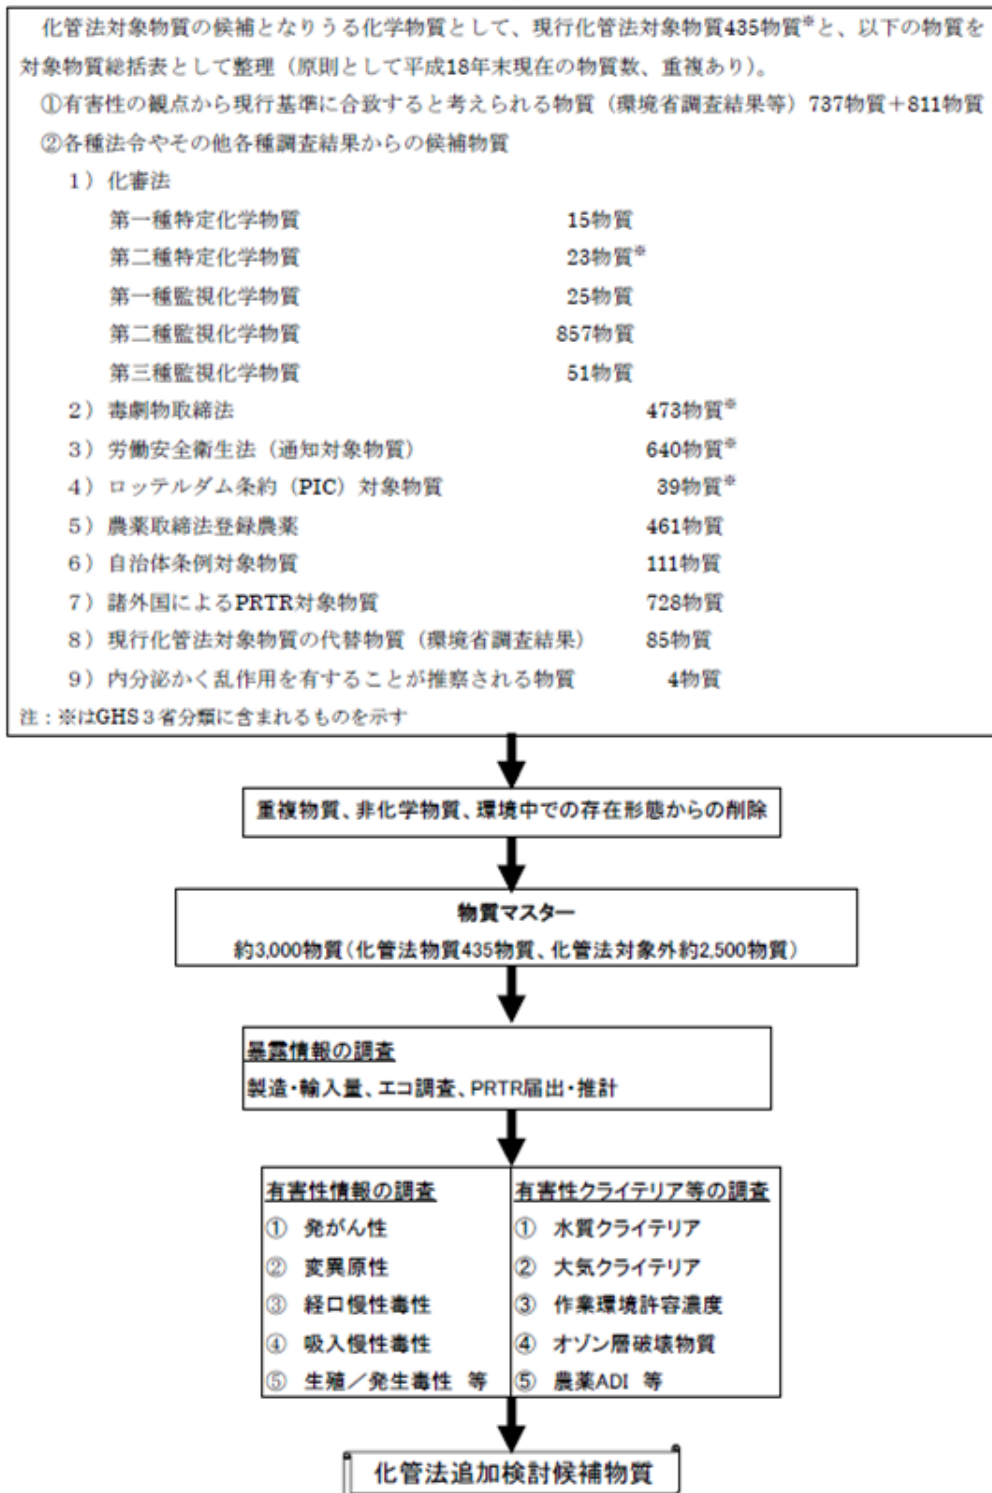 化管法対象物質の候補となりうる化学物質として、現行化管法対象物質435物質※と、以下の物質を
対象物質総括表として整理（原則として平成18年末現在の物質数、重複あり）。
①有害性の観点から現行基準に合致すると考えられる物質（環境省調査結果等）737物質＋811物質
②各種法令やその他各種調査結果からの候補物質
1）化審法
第一種特定化学物質 15物質
第二種特定化学物質 23物質※
第一種監視化学物質 25物質
第二種監視化学物質 857物質
第三種監視化学物質 51物質
2）毒劇物取締法 473物質※
3）労働安全衛生法（通知対象物質） 640物質※
4）ロッテルダム条約（PIC）対象物質 39物質※
5）農薬取締法登録農薬 461物質
6）自治体条例対象物質 111物質
7）諸外国によるPRTR対象物質 728物質
8）現行化管法対象物質の代替物質（環境省調査結果） 85物質
9）内分泌かく乱作用を有することが推察される物質 4物質
注：※はGHS３省分類に含まれるものを示す
重複物質、非化学物質、環境中での存在形態からの削除
物質マスター
約3,000物質（化管法物質435物質、化管法対象外約2,500物質）
暴露情報の調査
製造・輸入量、エコ調査、PRTR届出・推計
有害性情報の調査
① 発がん性
② 変異原性
③ 経口慢性毒性
④ 吸入慢性毒性
⑤ 生殖／発生毒性 等
有害性クライテリア等の調査
① 水質クライテリア
② 大気クライテリア
③ 作業環境許容濃度
④ オゾン層破壊物質
⑤ 農薬ADI 等
化管法追加検討候補物質